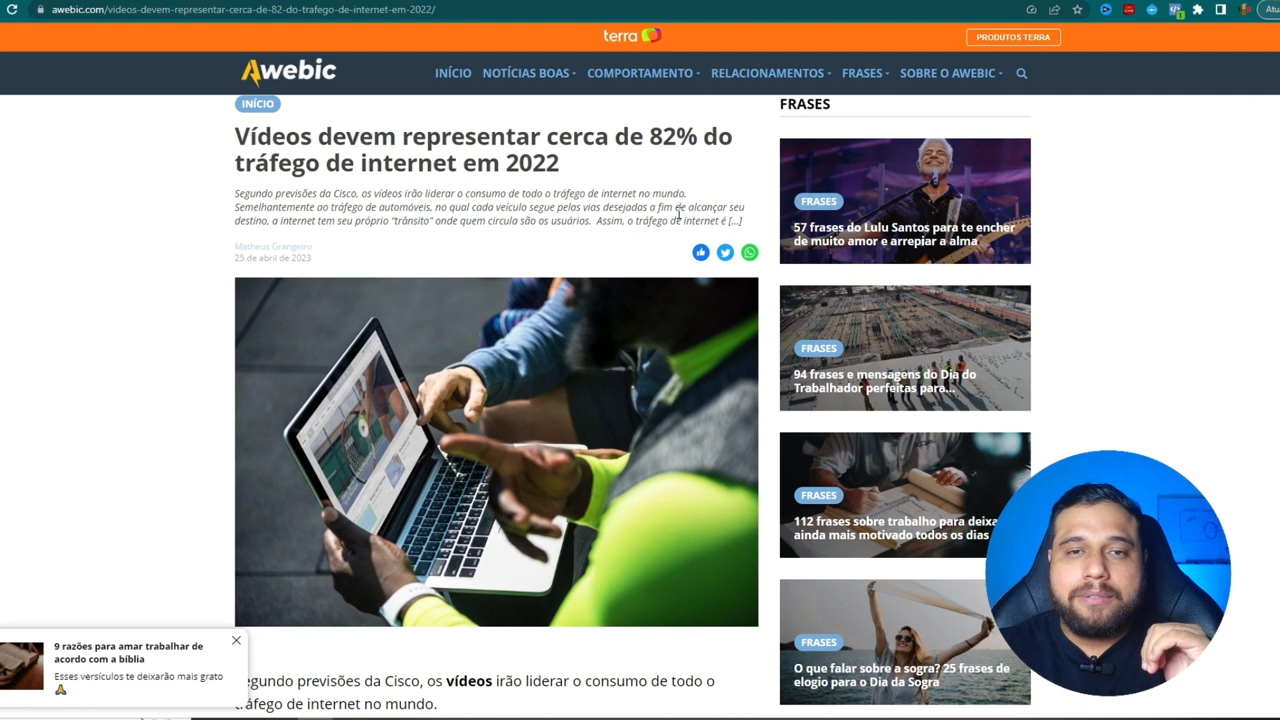 awebic.com/videos-devem-representar-cerca-de-82-do-trafego-de-internet-em-2022/
Atu
terra
PRODUTOS TERRA
Awebic
INÍCIO
NOTÍCIAS BOAS
COMPORTAMENTO
RELACIONAMENTOS
FRASES
SOBRE O AWEBIC
INÍCIO
Vídeos devem representar cerca de 82% do
tráfego de internet em 2022
Segundo previsões da Cisco, os vídeos irão liderar o consumo de todo o tráfego de internet no mundo.
Semelhantemente ao tráfego de automóveis, no qual cada veículo segue pelas vias desejadas a fim de alcançar seu
destino, a internet tem seu próprio “trânsito” onde quem circula são os usuários. Assim, o tráfego de internet é [...]
Matheus Grangeiro
25 de abril de 2023
FRASES
FRASES
57 frases do Lulu Santos para te encher
de muito amor e arrepiar a alma
FRASES
94 frases e mensagens do Dia do
Trabalhador perfeitas para...
FRASES
112 frases sobre trabalho para deixa
ainda mais motivado todos os dias
FRASES
O que falar sobre a sogra? 25 frases de
elogio para o Dia da Sogra
9 razões para amar trabalhar de
acordo com a bíblia
Esses versículos te deixarão mais grato
🙏
egundo previsões da Cisco, os vídeos irão liderar o consumo de todo o
tráfego de internet no mundo.